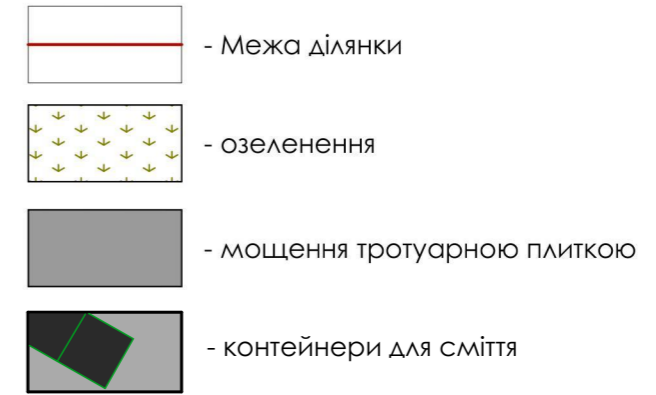 - Межа ділянки
- озеленення
- мощення тротуарною плиткою
- контейнери для сміття